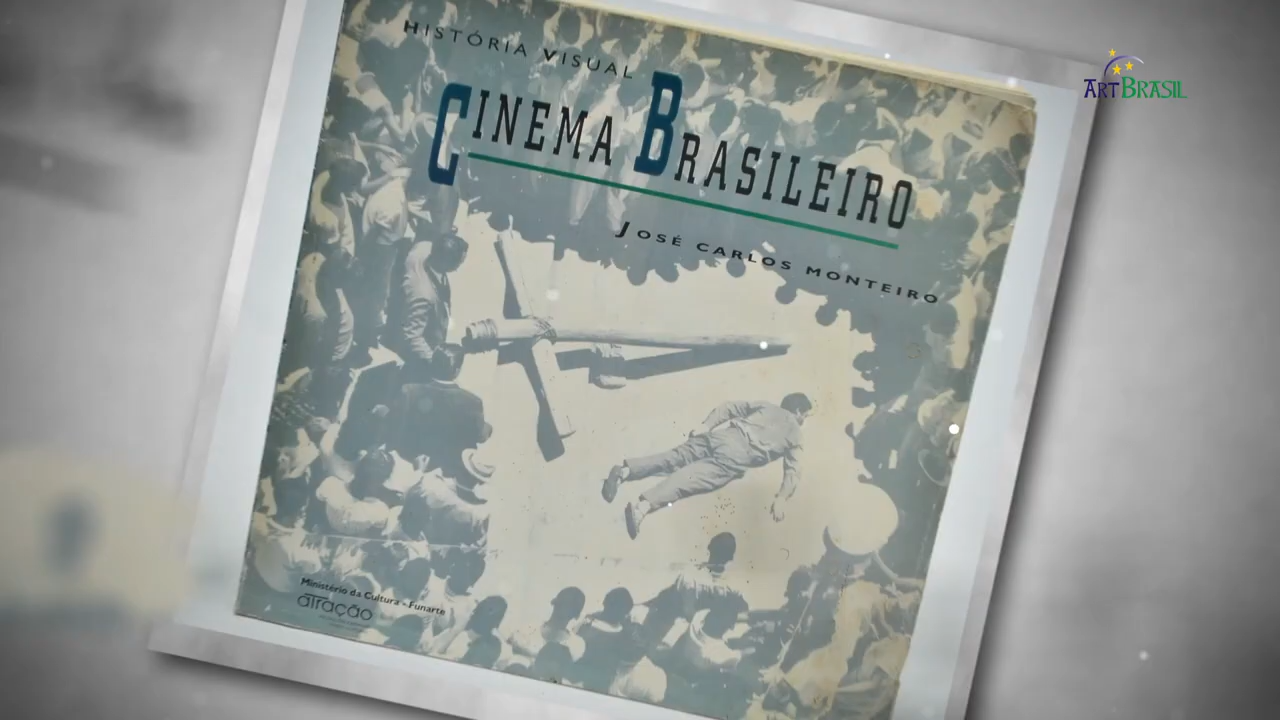 HISTÓRIA VISUAL
CINEMA BRASILEIRO
JOSÉ CARLOS MONTEIRO
Ministério da Cultura - Funarte
atração
ARTBRASIL